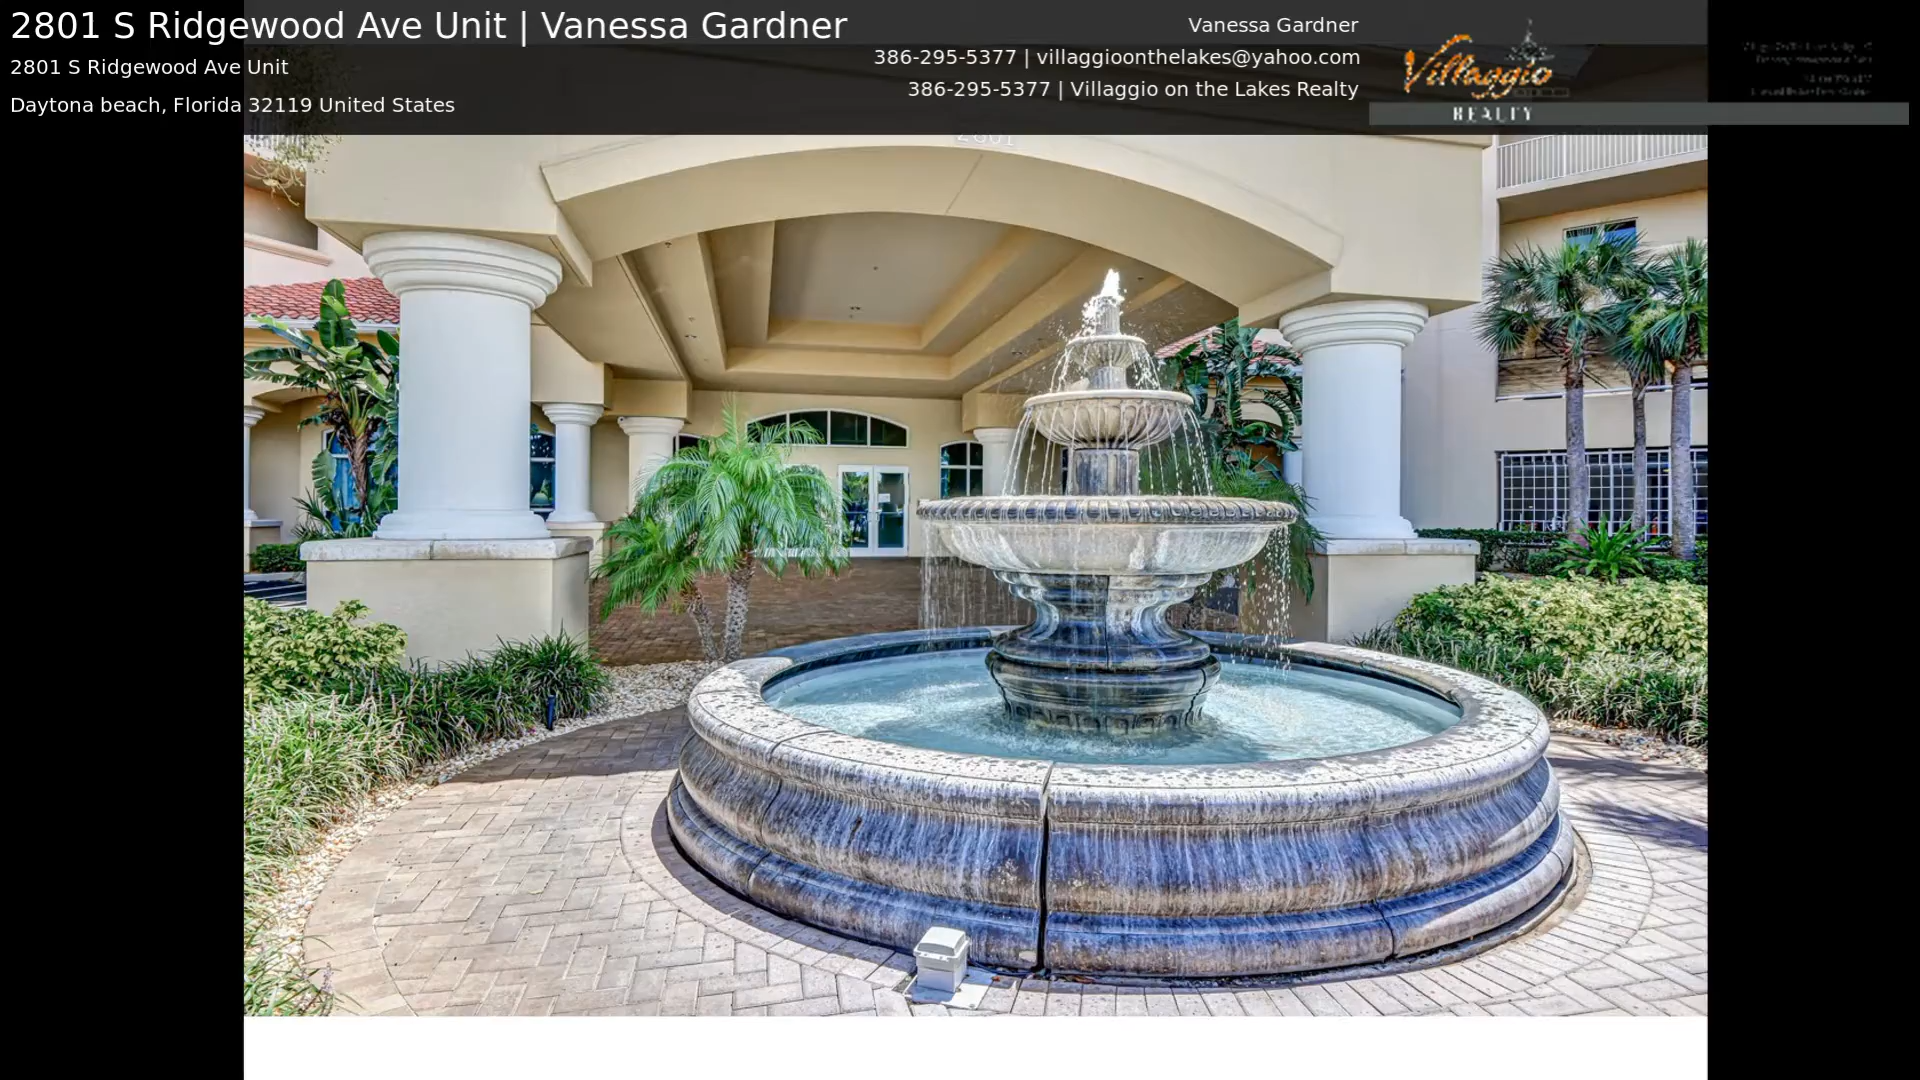 2801 S Ridgewood Ave Unit | Vanessa Gardner
2801 S Ridgewood Ave Unit
Daytona beach, Florida 32119 United States
Vanessa Gardner
386-295-5377 | villaggioonthelakes@yahoo.com
386-295-5377 | Villaggio on the Lakes Realty
Villaggio
REALTY
2801